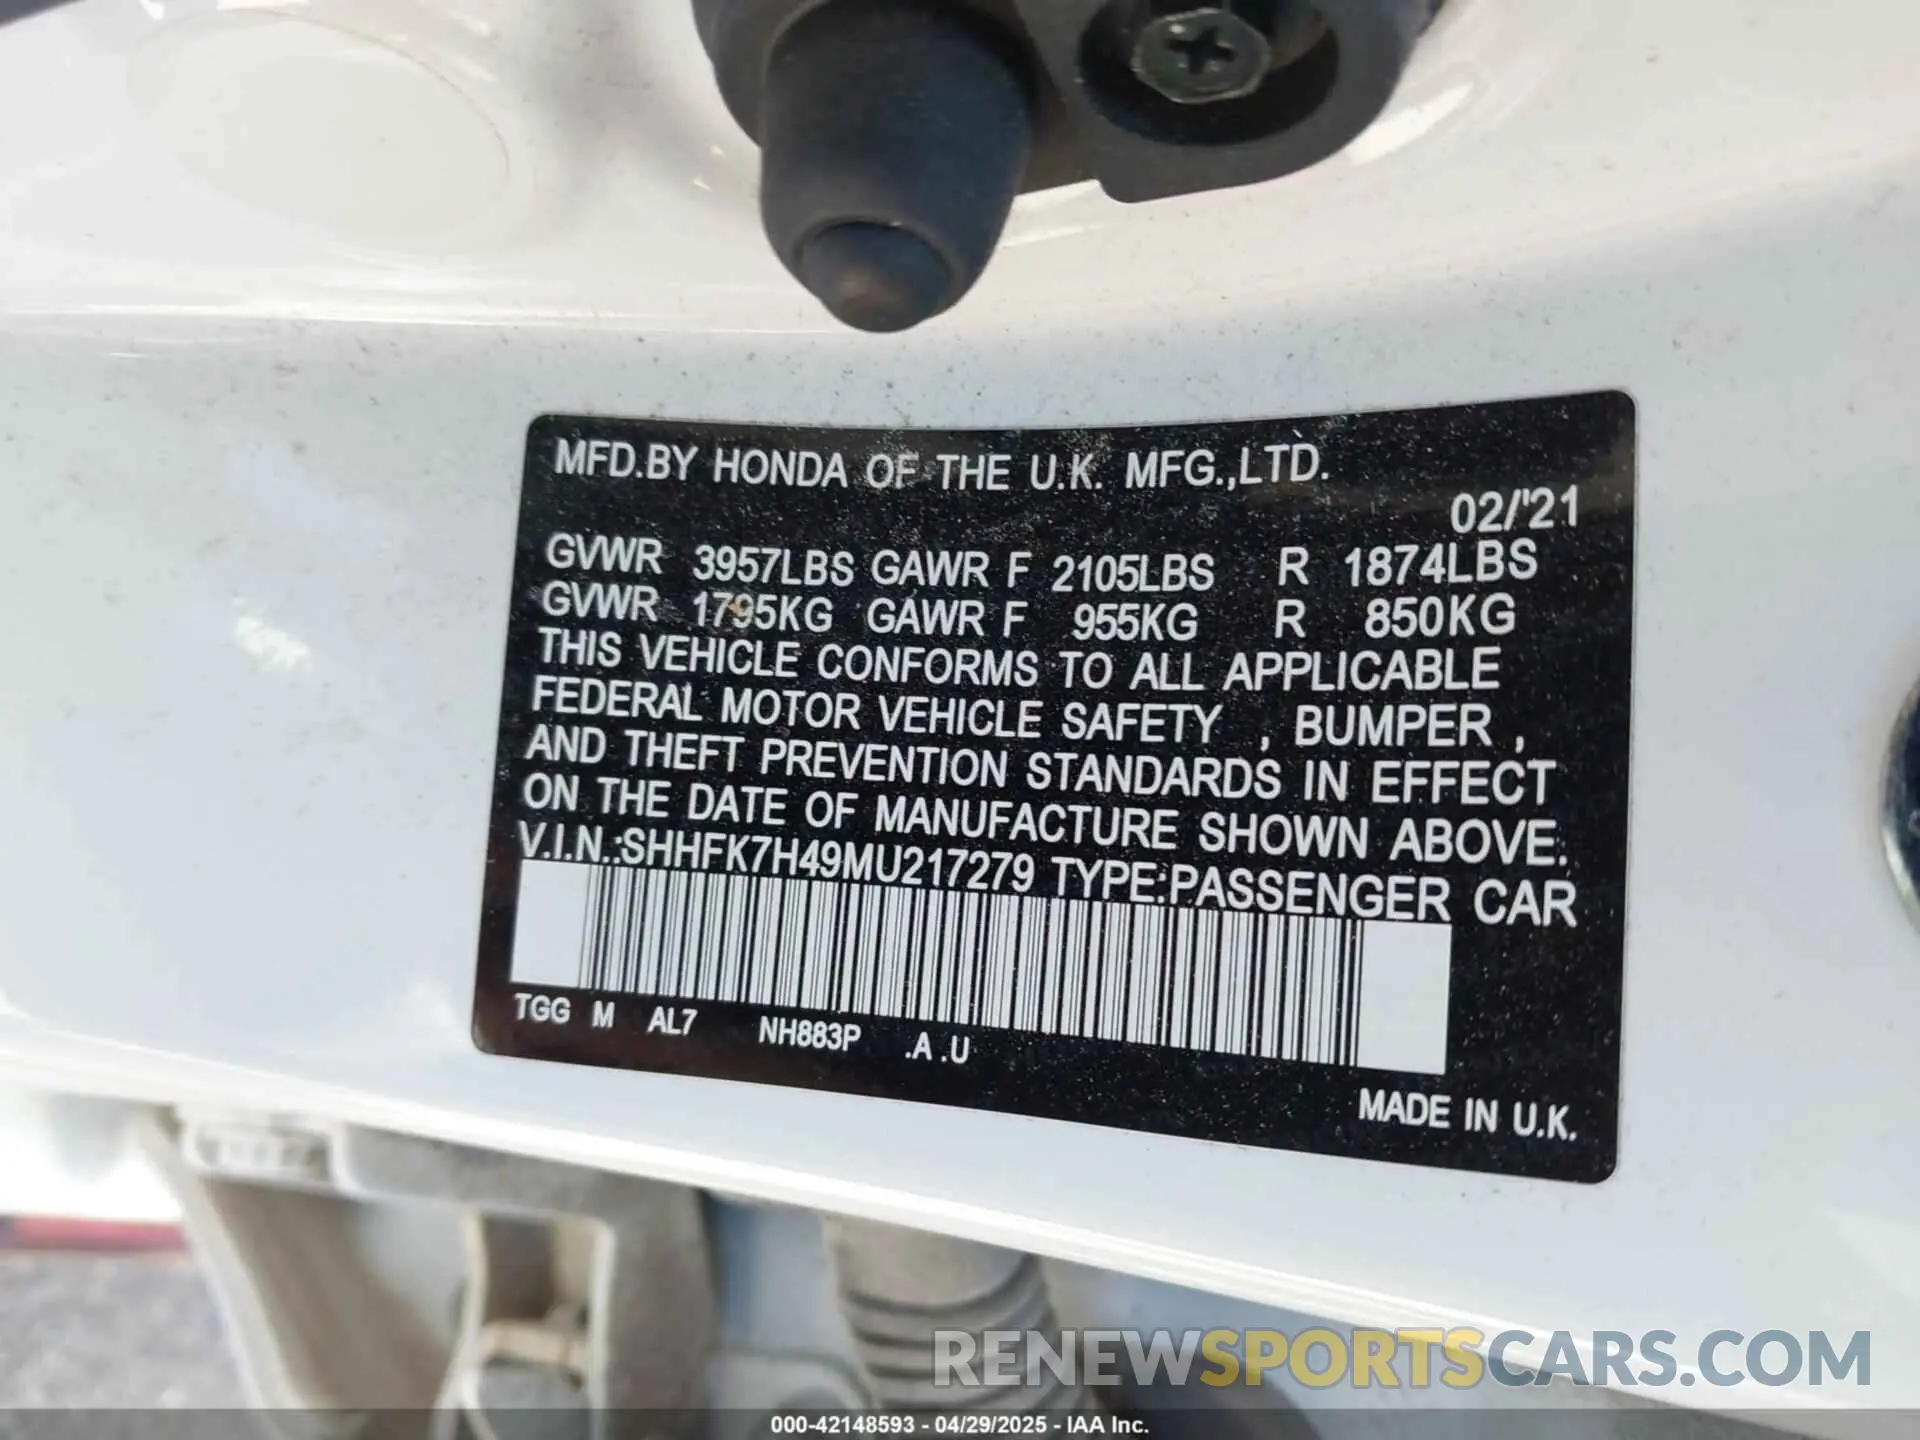 MFD.BY HONDA OF THE U.K. MFG.,LTD.
02/'21
GVWR 3957LBS GAWR F 2105LBS R 1874LBS
GVWR 1795KG GAWR F 955KG R 850KG
THIS VEHICLE CONFORMS TO ALL APPLICABLE
FEDERAL MOTOR VEHICLE SAFETY , BUMPER ,
AND THEFT PREVENTION STANDARDS IN EFFECT
ON THE DATE OF MANUFACTURE SHOWN ABOVE.
V.I.N.:SHHFK7H49MU217279 TYPE:PASSENGER CAR
TGG M AL7 NH883P .A .U
MADE IN U.K.
RENEWSPORTSCARS.COM
000-42148593 - 04/29/2025 - IAA Inc.